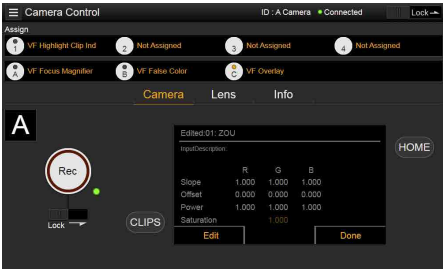 Camera Control
ID : A Camera Connected
Lock
Assign
1 VF Highlight Clip Ind
2 Not Assigned
3 Not Assigned
4 Not Assigned
A VF Focus Magnifier
B VF False Color
C VF Overlay
Camera Lens Info
A
Edited:01: ZOU
HOME
InputDescription:
Rec
R G B
Slope 1.000 1.000 1.000
Offset 0.000 0.000 0.000
Power 1.000 1.000 1.000
Saturation 1.000
Lock
CLIPS
Edit Done